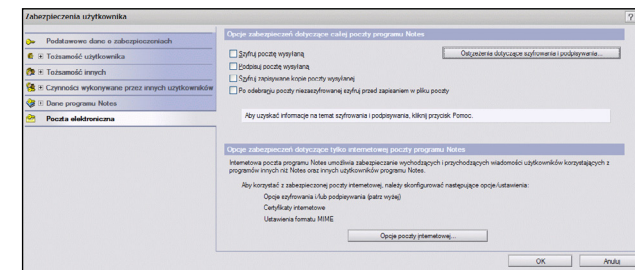 Zabezpieczenia użytkownika
?
Podstawowe dane o zabezpieczeniach
Tożsamość użytkownika
Tożsamość innych
Czynności wykonywane przez innych użytkowników
Dane programu Notes
Poczta elektroniczna
Opcje zabezpieczeń dotyczące całej poczty programu Notes
Szyfruj pocztę wysyłaną
Ostrzeżenia dotyczące szyfrowania i podpisywania...
Podpisuj pocztę wysyłaną
Szyfruj zapisywane kopie poczty wysyłanej
Po odebraniu poczty niezaszyfrowanej szyfruj przed zapisaniem w pliku poczty
Aby uzyskać informacje na temat szyfrowania i podpisywania, kliknij przycisk Pomoc.
Opcje zabezpieczeń dotyczące tylko internetowej poczty programu Notes
Internetowa poczta programu Notes umożliwia zabezpieczanie wychodzących i przychodzących wiadomości użytkowników korzystających z
programów innych niż Notes oraz innych użytkowników programu Notes.
Aby korzystać z zabezpieczonej poczty internetowej, należy skonfigurować następujące opcje/ustawienia:
Opcje szyfrowania i/lub podpisywania (patrz wyżej)
Certyfikaty internetowe
Ustawienia formatu MIME
Opcje poczty internetowej...
OK
Anuluj